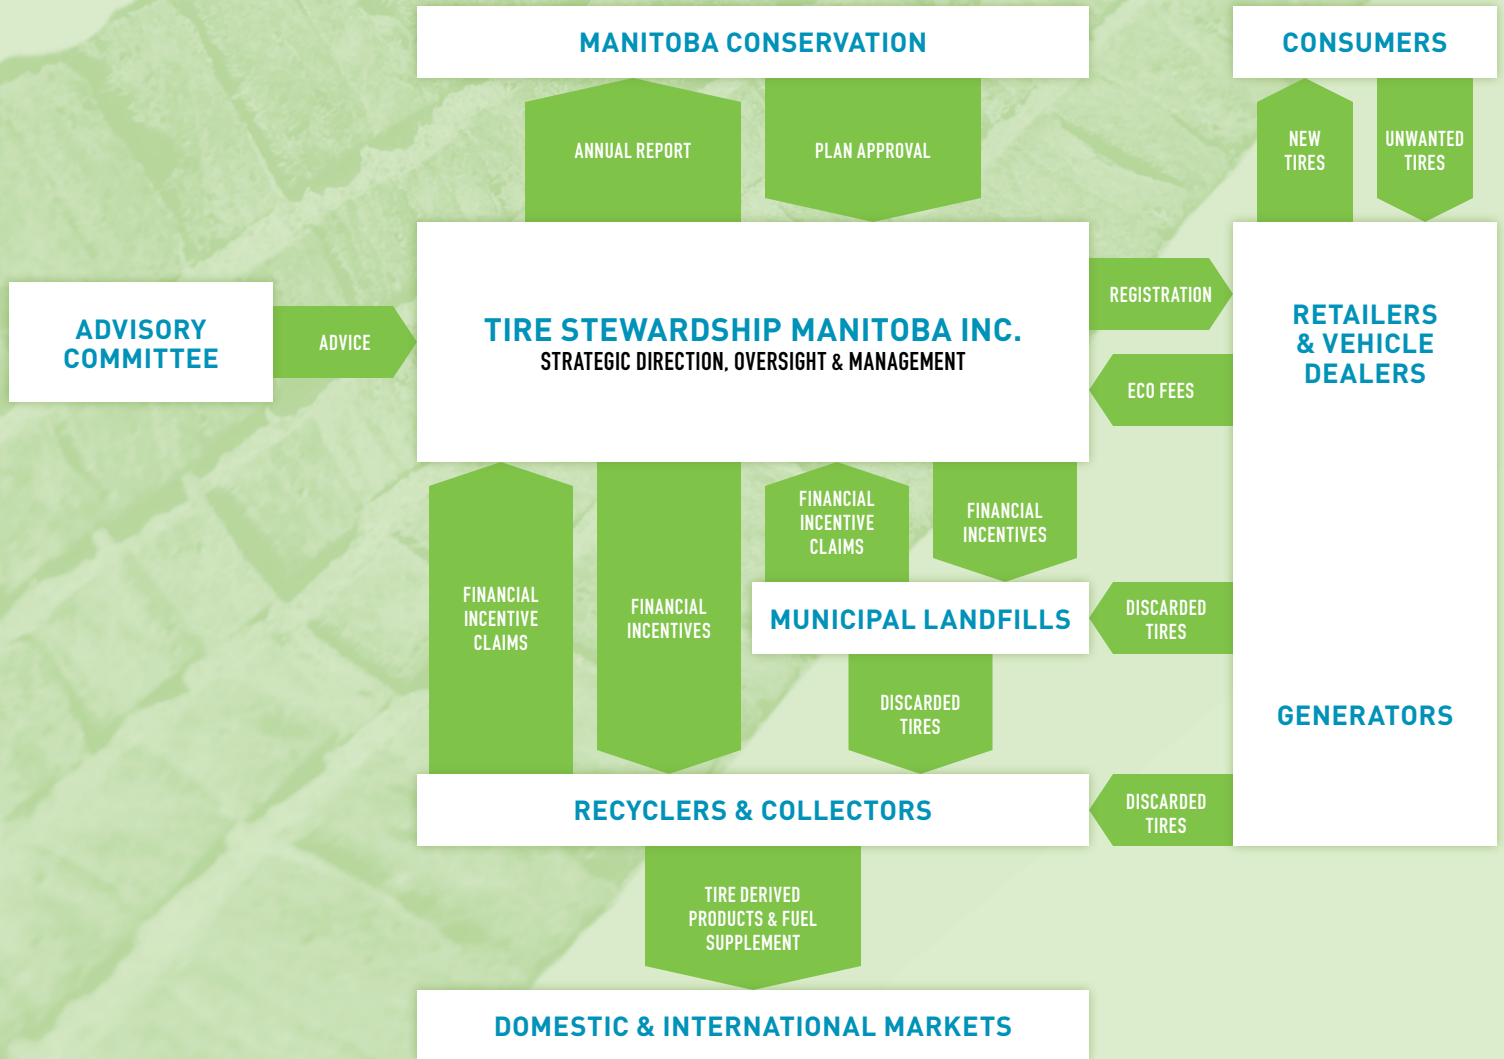 MANITOBA CONSERVATION
CONSUMERS
ANNUAL REPORT
PLAN APPROVAL
NEW
TIRES
UNWANTED
TIRES
ADVISORY
COMMITTEE
ADVICE
TIRE STEWARDSHIP MANITOBA INC.
STRATEGIC DIRECTION, OVERSIGHT & MANAGEMENT
REGISTRATION
ECO FEES
RETAILERS
& VEHICLE
DEALERS
FINANCIAL
INCENTIVE
CLAIMS
FINANCIAL
INCENTIVES
FINANCIAL
INCENTIVE
CLAIMS
FINANCIAL
INCENTIVES
MUNICIPAL LANDFILLS
DISCARDED
TIRES
DISCARDED
TIRES
GENERATORS
RECYCLERS & COLLECTORS
DISCARDED
TIRES
TIRE DERIVED
PRODUCTS & FUEL
SUPPLEMENT
DOMESTIC & INTERNATIONAL MARKETS